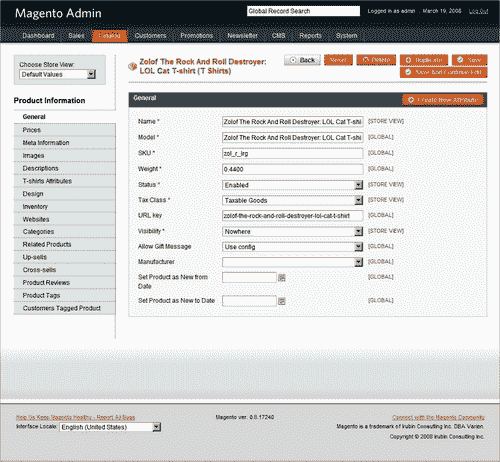 Magento Admin
Global Record Search
Logged in as admin , March 19, 2008 Log Out
Dashboard Sales Catalog Customers Promotions Newsletter CMS Reports System
Choose Store View:
Default Values
Zolof The Rock And Roll Destroyer:
LOL Cat T-shirt (T Shirts)
Back Reset Delete Duplicate Save
Save And Continue Edit
Product Information
General
Prices
Meta Information
Images
Descriptions
T-shirts Attributes
Design
Inventory
Websites
Categories
Related Products
Up-sells
Cross-sells
Product Reviews
Product Tags
Customers Tagged Product
General Create New Attribute
Name * Zolof The Rock And Roll Destroyer: LOL Cat T-shi [STORE VIEW]
Model * Zolof The Rock And Roll Destroyer: LOL Cat T-shi [GLOBAL]
SKU * zol_r_lrg [GLOBAL]
Weight * 0.4400 [GLOBAL]
Status * Enabled [STORE VIEW]
Tax Class * Taxable Goods [STORE VIEW]
URL key zolof-the-rock-and-roll-destroyer-lol-cat-t-shirt [GLOBAL]
Visibility * Nowhere [STORE VIEW]
Allow Gift Message Use config [GLOBAL]
Manufacturer [GLOBAL]
Set Product as New from Date [GLOBAL]
Set Product as New to Date [GLOBAL]
Help Us Keep Magento Healthy - Report All Bugs
Interface Locale: English (United States)
Magento ver. 0.8.17240
Connect with the Magento Community
Magento is a trademark of Irubin Consulting Inc. DBA Varien.
Copyright © 2008 Irubin Consulting Inc.